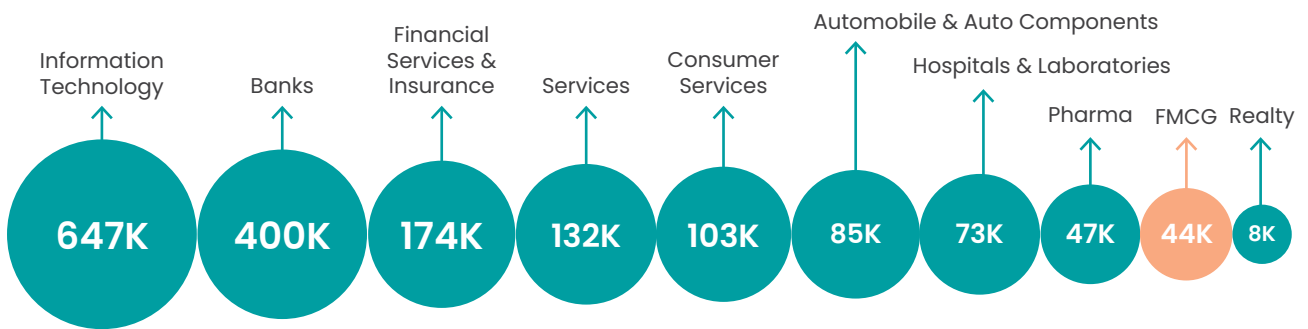 Information
Technology
Banks
Financial
Services &
Insurance
Services
Consumer
Services
Automobile & Auto Components
Hospitals & Laboratories
Pharma
FMCG
Realty
647K
400K
174K
132K
103K
85K
73K
47K
44K
8K